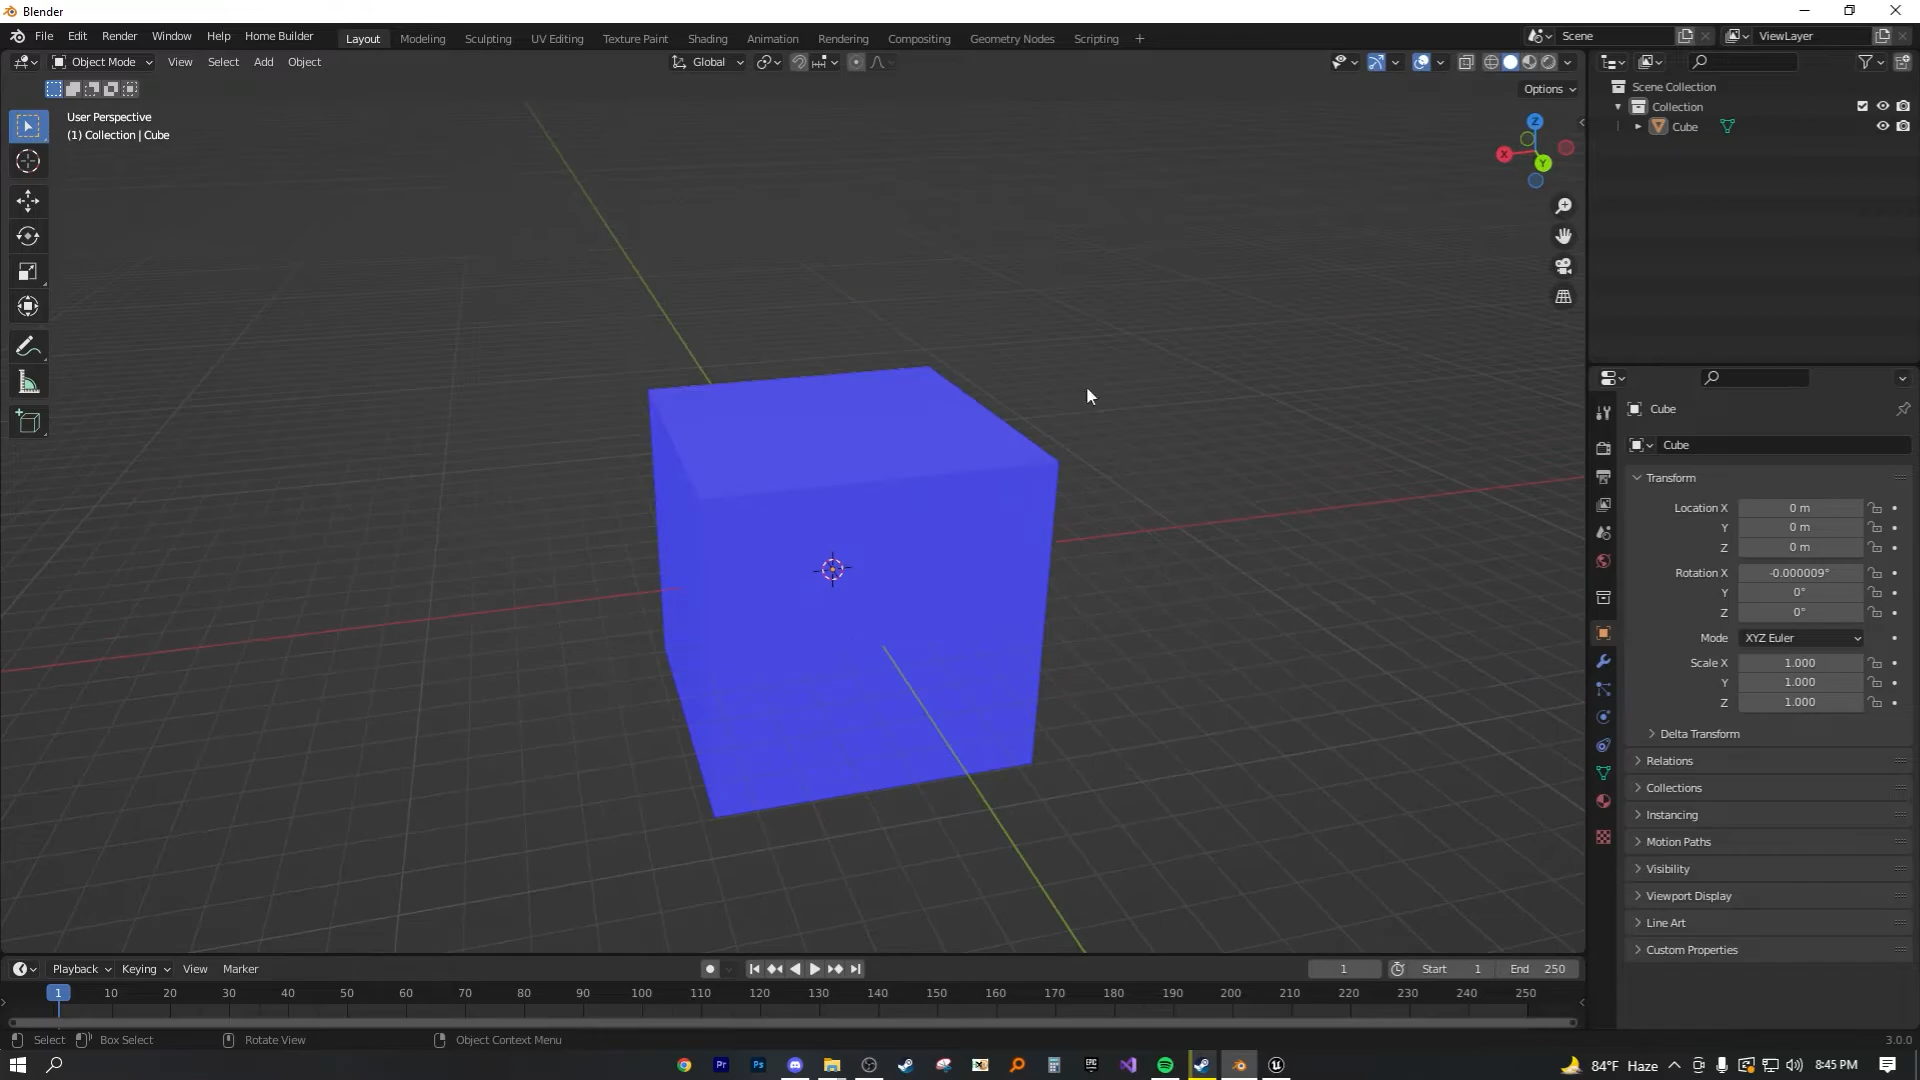 Blender
File Edit Render Window Help Home Builder Layout Modeling Sculpting UV Editing Texture Paint Shading Animation Rendering Compositing Geometry Nodes Scripting + Scene ViewLayer
Object Mode View Select Add Object Global
Options
User Perspective
(1) Collection | Cube
Z
X
Y
Scene Collection
Collection
Cube
Cube
Cube
Transform
Location X 0 m
Y 0 m
Z 0 m
Rotation X -0.000009°
Y 0°
Z 0°
Mode XYZ Euler
Scale X 1.000
Y 1.000
Z 1.000
Delta Transform
Relations
Collections
Instancing
Motion Paths
Visibility
Viewport Display
Line Art
Custom Properties
Playback Keying View Marker 1 Start 1 End 250
1 10 20 30 40 50 60 70 80 90 100 110 120 130 140 150 160 170 180 190 200 210 220 230 240 250
Select Box Select Rotate View Object Context Menu 3.0.0
Pr Ps EPIC 84°F Haze 8:45 PM